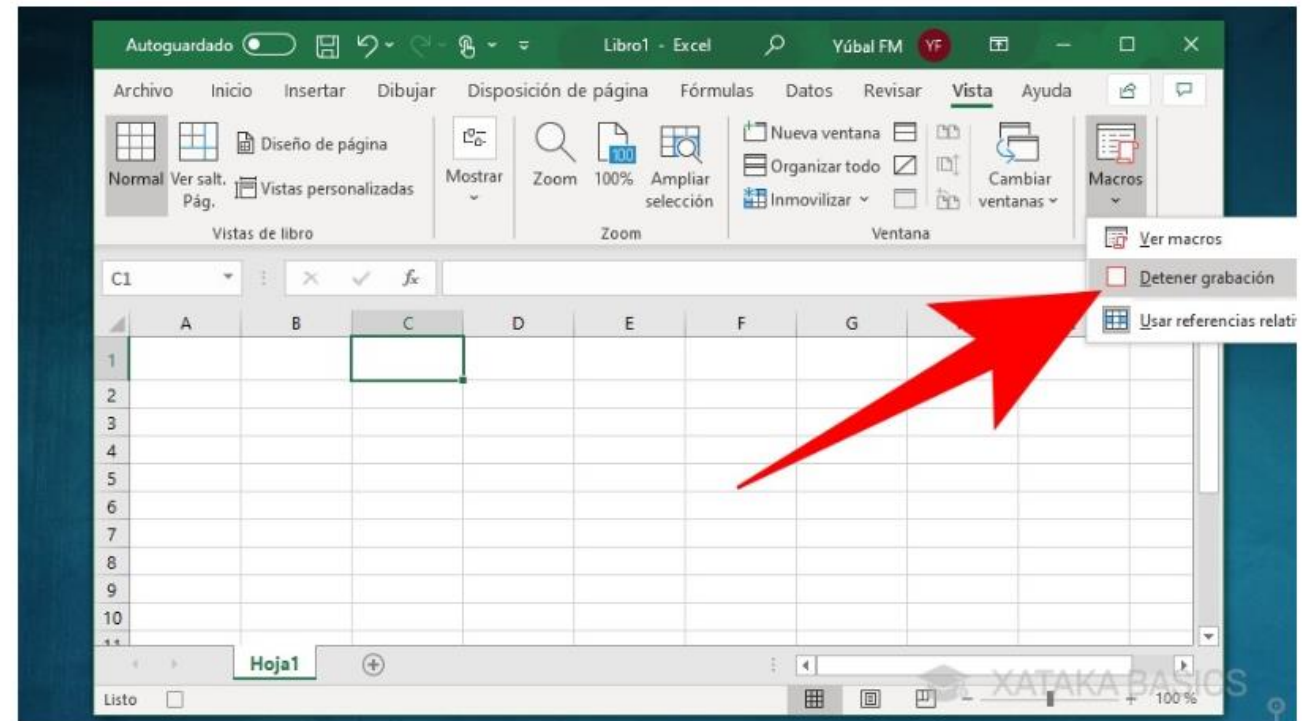 Autoguardado Libro1 - Excel Yúbal FM YF
Archivo Inicio Insertar Dibujar Disposición de página Fórmulas Datos Revisar Vista Ayuda
Normal
Ver salt.
Pág.
Diseño de página
Vistas personalizadas
Vistas de libro
Mostrar
Zoom
100
100%
Ampliar
selección
Zoom
Nueva ventana
Organizar todo
Inmovilizar
Cambiar
ventanas
Ventana
Macros
Ver macros
Detener grabación
Usar referencias relati
C1 fx
A B C D E F G
1
2
3
4
5
6
7
8
9
10
11
Hoja1
Listo 100 %
XATAKA BASICS